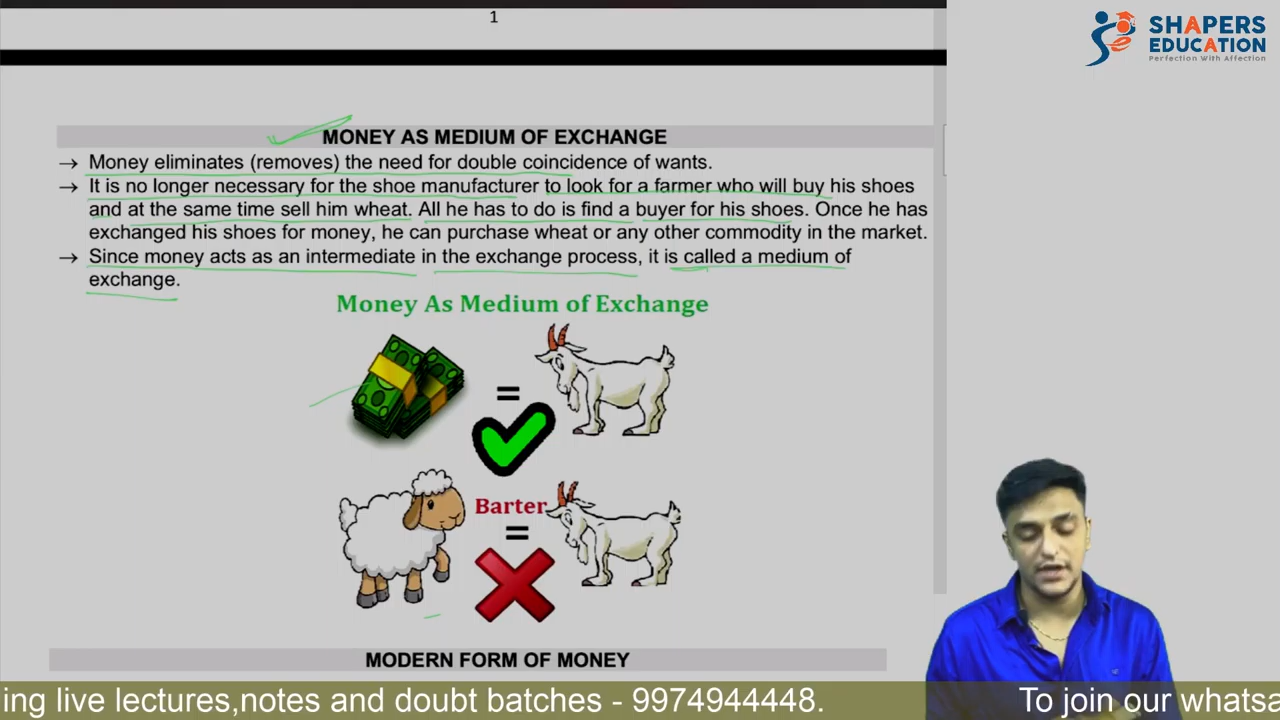 1
SHAPERS
EDUCATION
Perfection With Affection
MONEY AS MEDIUM OF EXCHANGE
→ Money eliminates (removes) the need for double coincidence of wants.
→ It is no longer necessary for the shoe manufacturer to look for a farmer who will buy his shoes
and at the same time sell him wheat. All he has to do is find a buyer for his shoes. Once he has
exchanged his shoes for money, he can purchase wheat or any other commodity in the market.
→ Since money acts as an intermediate in the exchange process, it is called a medium of
exchange.
Money As Medium of Exchange
=
Barter
=
MODERN FORM OF MONEY
ing live lectures,notes and doubt batches - 9974944448.
To join our whatsa